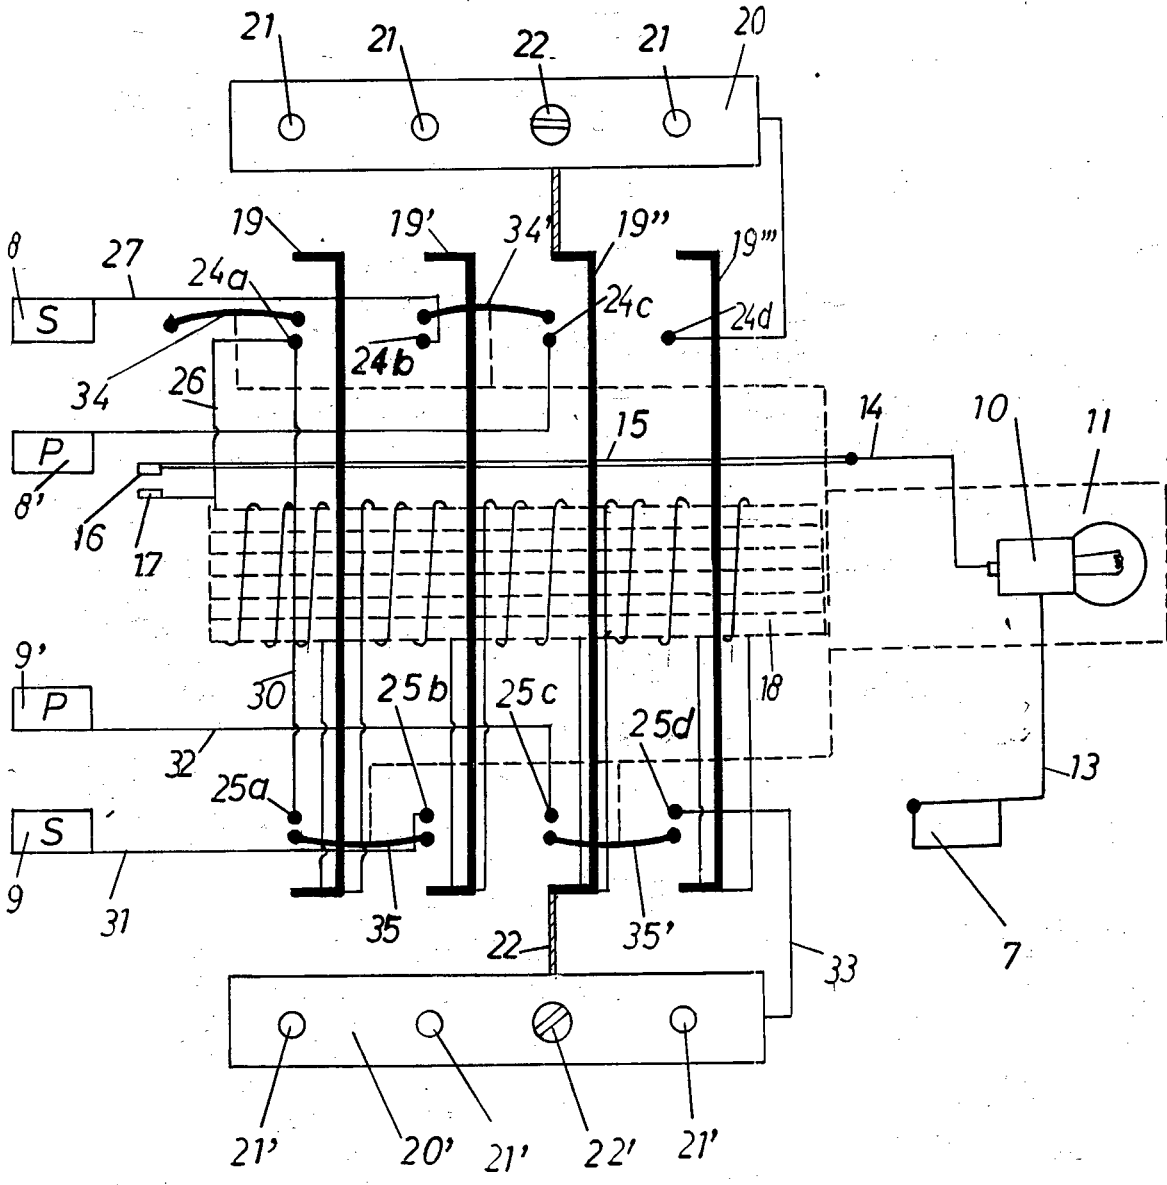 21 21 22 21 20
19 19' 34' 19'' 19'''
8 27 24a
S 24c 24d
34 26 24b
P 15 14 10 11
8'
16 17
9' 30 25b 25c 18
P 25d
32 25a 13
S
9 31 35 22 35' 33 7
21' 20' 21' 22' 21'